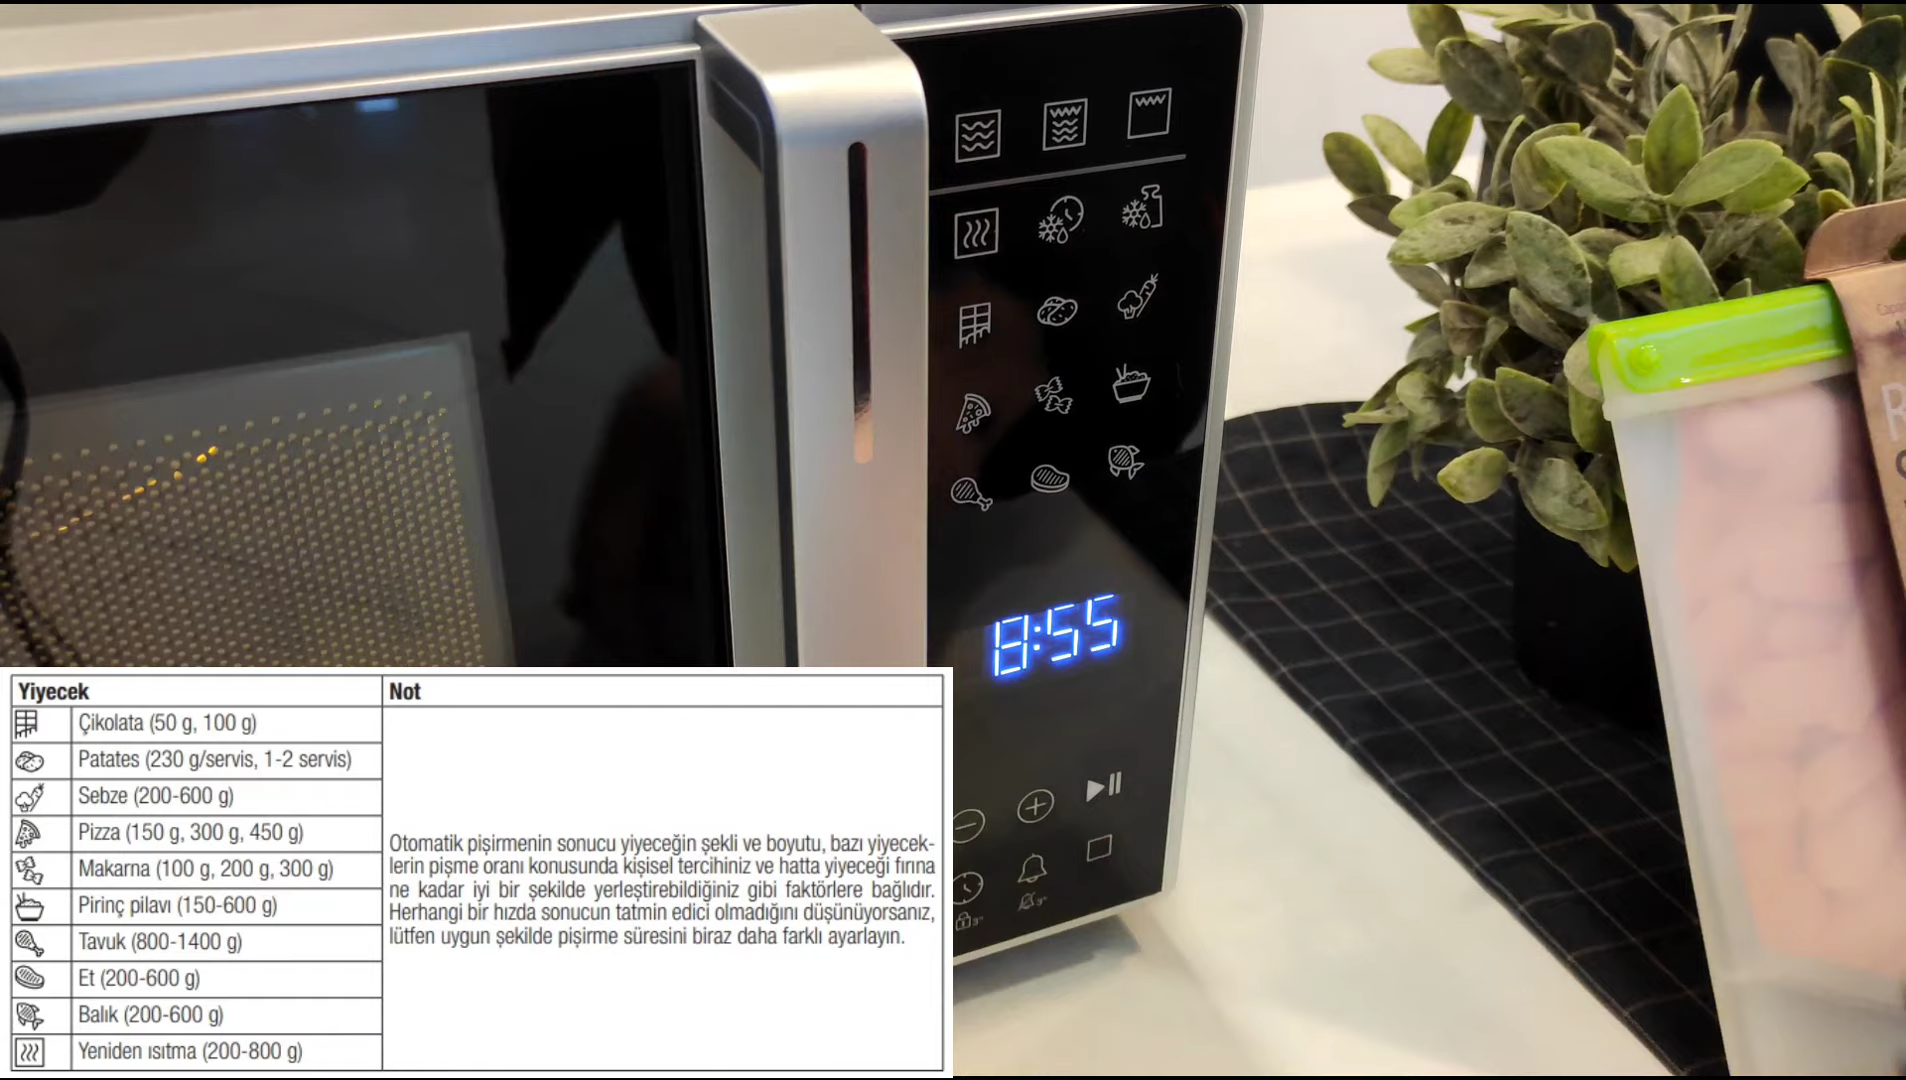 8:55
3"
3"
R
Yiyecek
Not
Çikolata (50 g, 100 g)
Patates (230 g/servis, 1-2 servis)
Sebze (200-600 g)
Pizza (150 g, 300 g, 450 g)
Makarna (100 g, 200 g, 300 g)
Pirinç pilavı (150-600 g)
Tavuk (800-1400 g)
Et (200-600 g)
Balık (200-600 g)
Yeniden ısıtma (200-800 g)
Otomatik pişirmenin sonucu yiyeceğin şekli ve boyutu, bazı yiyecek-
lerin pişme oranı konusunda kişisel tercihiniz ve hatta yiyeceği fırına
ne kadar iyi bir şekilde yerleştirebildiğiniz gibi faktörlere bağlıdır.
Herhangi bir hızda sonucun tatmin edici olmadığını düşünüyorsanız,
lütfen uygun şekilde pişirme süresini biraz daha farklı ayarlayın.